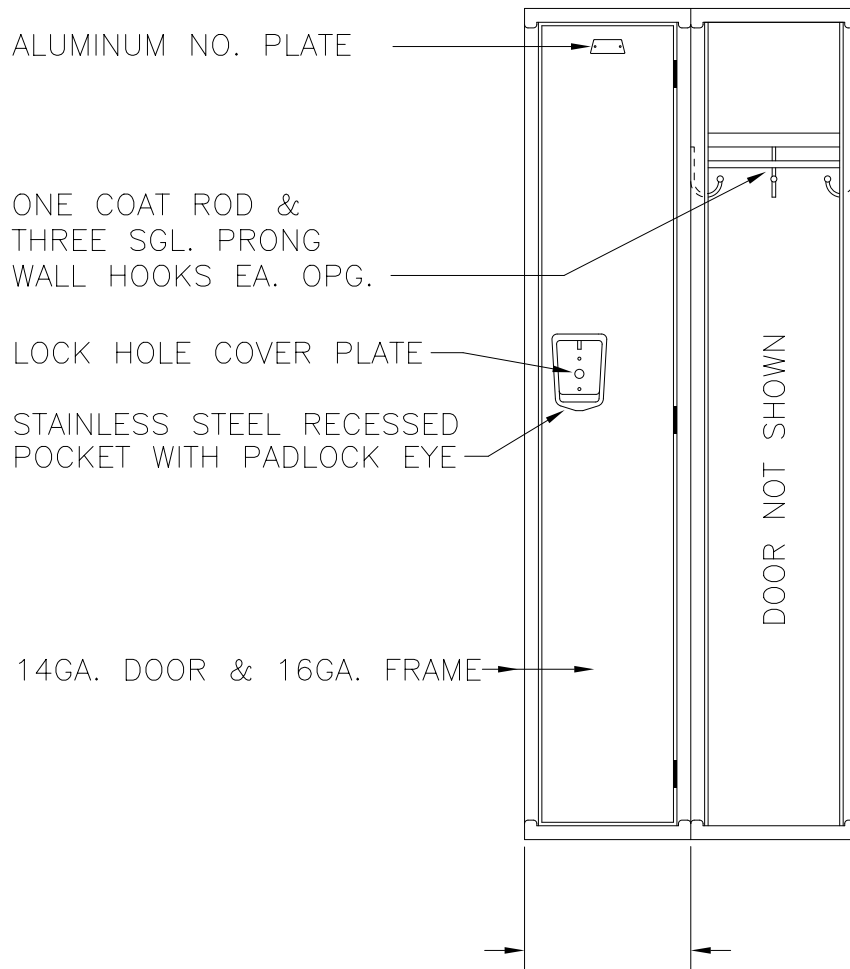 ALUMINUM NO. PLATE
ONE COAT ROD &
THREE SGL. PRONG
WALL HOOKS EA. OPG.
LOCK HOLE COVER PLATE
STAINLESS STEEL RECESSED
POCKET WITH PADLOCK EYE
DOOR NOT SHOWN
14GA. DOOR & 16GA. FRAME